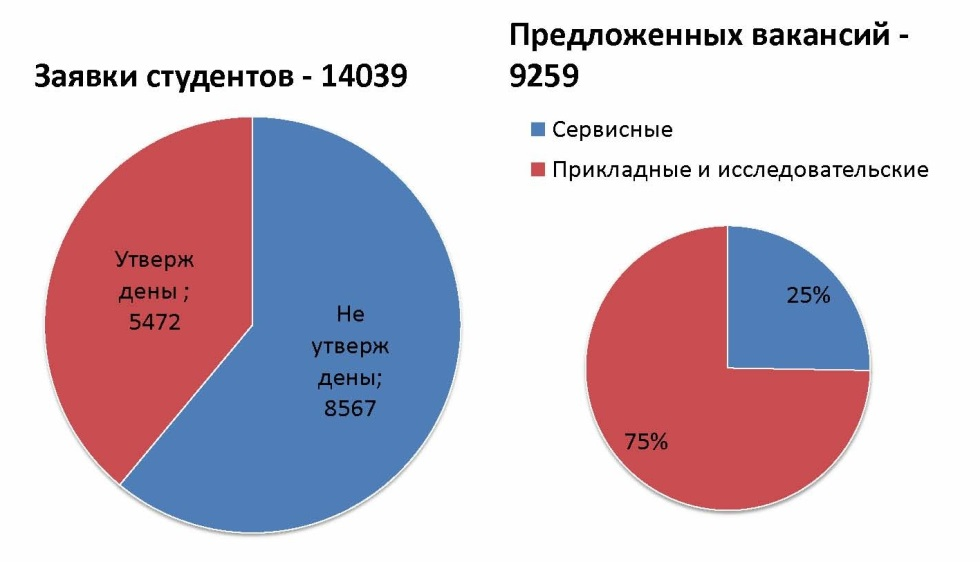 Заявки студентов - 14039
Утверж
дены ;
5472
Не
утверж
дены;
8567
Предложенных вакансий -
9259
Сервисные
Прикладные и исследовательские
25%
75%